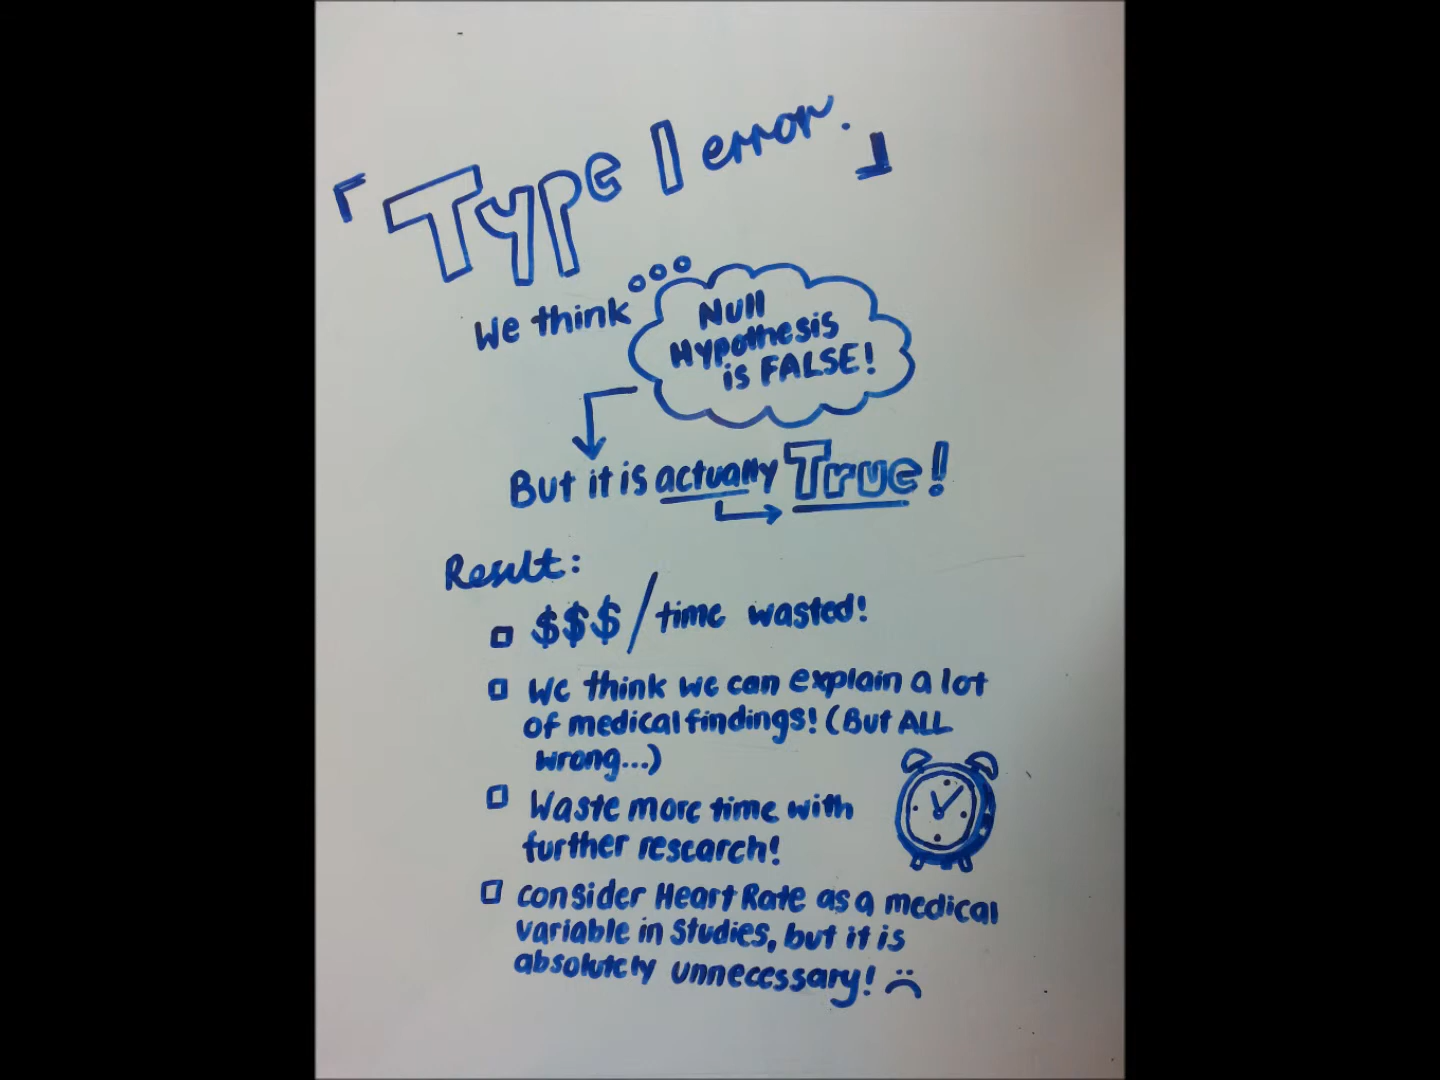 「Type I error.」
We think
Null
Hypothesis
is FALSE!
But it is actually True!
Result:
$$$/time wasted!
We think we can explain a lot
of medical findings! (But ALL
wrong...)
Waste more time with
further research!
consider Heart Rate as a medical
variable in studies, but it is
absolutely unnecessary!